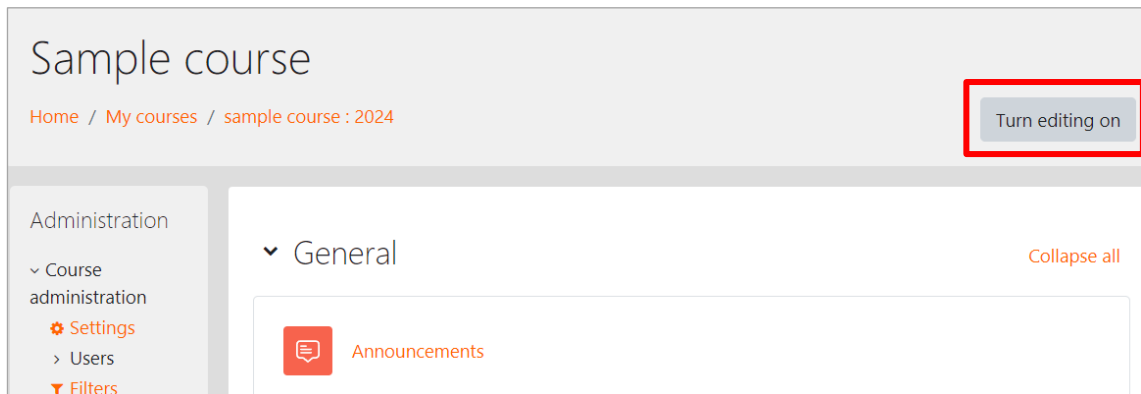 Sample course
Home / My courses / sample course : 2024
Turn editing on
Administration
Course
administration
Settings
Users
Filters
General
Collapse all
Announcements